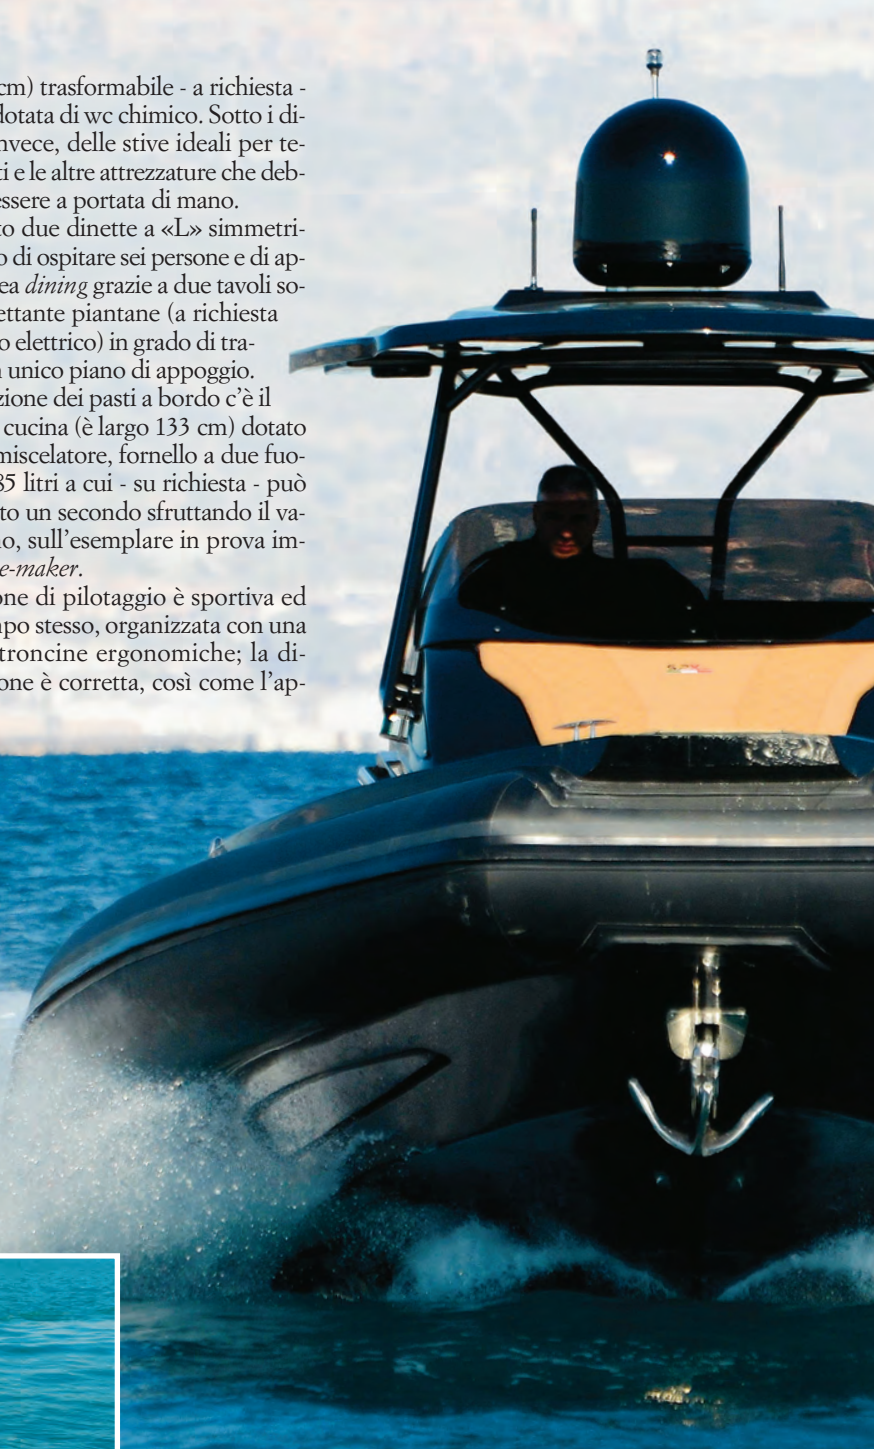 cm) trasformabile - a richiesta -
dotata di wc chimico. Sotto i di-
nvece, delle stive ideali per te-
ti e le altre attrezzature che deb-
essere a portata di mano.
to due dinette a «L» simmetri-
o di ospitare sei persone e di ap-
ea dining grazie a due tavoli so-
ettante piantane (a richiesta
o elettrico) in grado di tra-
n unico piano di appoggio.
zione dei pasti a bordo c'è il
cucina (è largo 133 cm) dotato
miscelatore, fornello a due fuo-
85 litri a cui - su richiesta - può
to un secondo sfruttando il va-
no, sull'esemplare in prova im-
e-maker.
one di pilotaggio è sportiva ed
npo stesso, organizzata con una
troncine ergonomiche; la di-
one è corretta, così come l'ap-